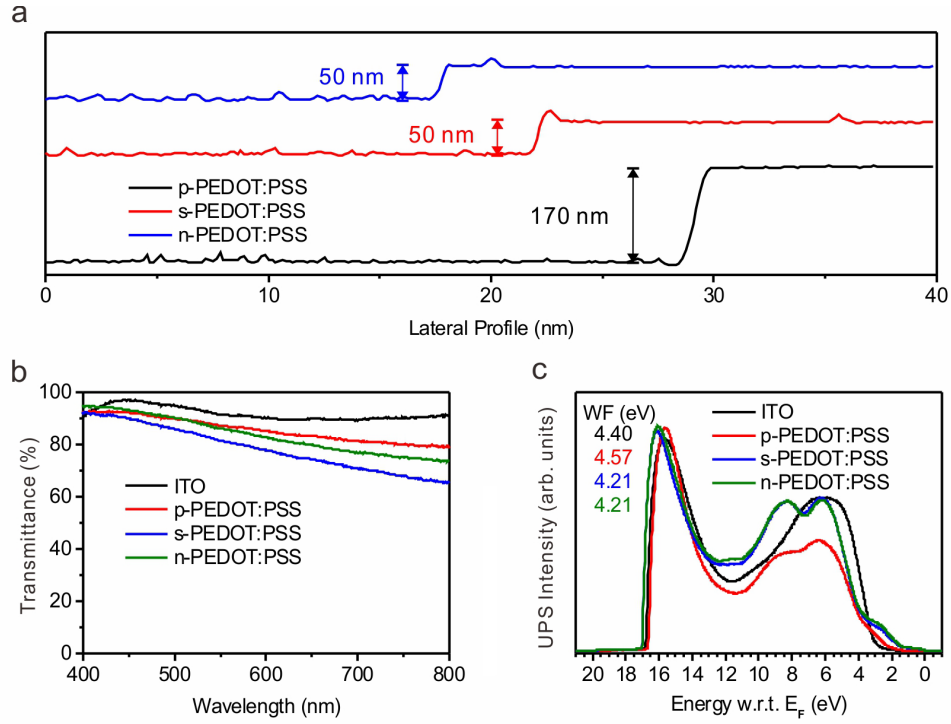 a
50 nm
50 nm
170 nm
p-PEDOT:PSS
s-PEDOT:PSS
n-PEDOT:PSS
0 10 20 30 40
Lateral Profile (nm)
b
100
80
60
40
20
0
Transmittance (%)
ITO
p-PEDOT:PSS
s-PEDOT:PSS
n-PEDOT:PSS
400 500 600 700 800
Wavelength (nm)
c
WF (eV)
4.40
4.57
4.21
4.21
ITO
p-PEDOT:PSS
s-PEDOT:PSS
n-PEDOT:PSS
UPS Intensity (arb. units)
20 18 16 14 12 10 8 6 4 2 0
Energy w.r.t. E_F (eV)